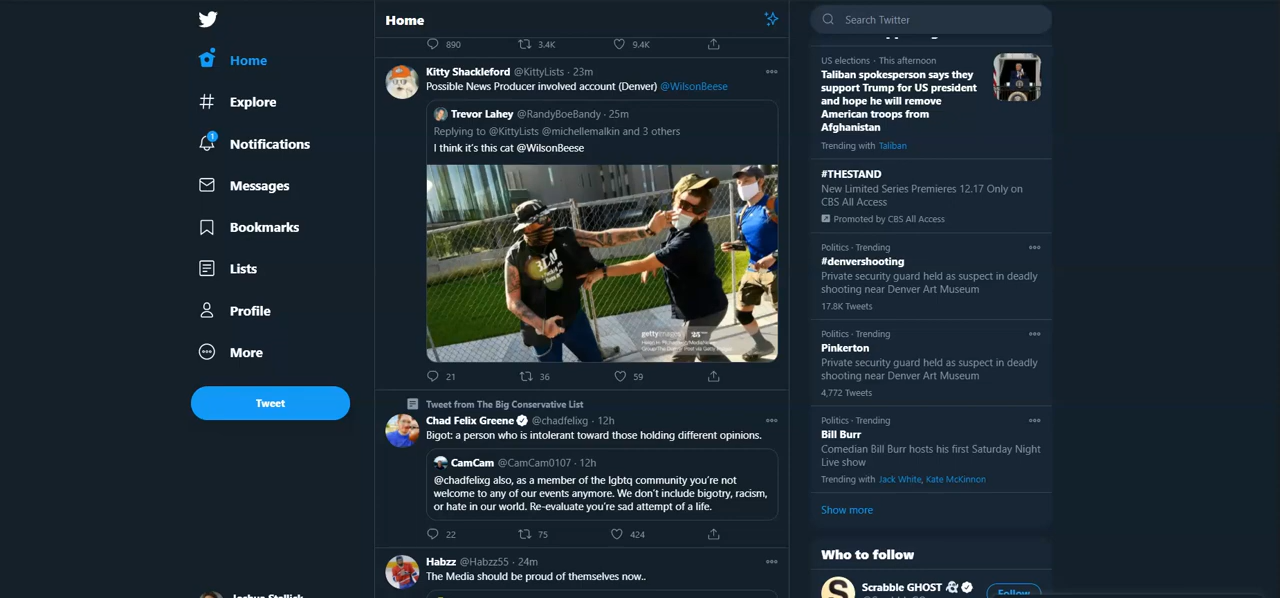 Home
Explore
Notifications
1
Messages
Bookmarks
Lists
Profile
More
Tweet
Home
890 3.4K 9.4K
Kitty Shackleford @KittyLists · 23m
Possible News Producer involved account (Denver) @WilsonBeese
Trevor Lahey @RandyBoeBandy · 25m
Replying to @KittyLists @michellemalkin and 3 others
I think it's this cat @WilsonBeese
gettyimages
21 36 59
Tweet from The Big Conservative List
Chad Felix Greene @chadfelixg · 12h
Bigot: a person who is intolerant toward those holding different opinions.
CamCam @CamCam0107 · 12h
@chadfelixg also, as a member of the lgbtq community you're not
welcome to any of our events anymore. We don't include bigotry, racism,
or hate in our world. Re-evaluate you're sad attempt of a life.
22 75 424
Habzz @Habzz55 · 24m
The Media should be proud of themselves now..
Search Twitter
US elections · This afternoon
Taliban spokesperson says they
support Trump for US president
and hope he will remove
American troops from
Afghanistan
Trending with Taliban
#THESTAND
New Limited Series Premieres 12.17 Only on
CBS All Access
Promoted by CBS All Access
Politics · Trending
#denvershooting
Private security guard held as suspect in deadly
shooting near Denver Art Museum
17.8K Tweets
Politics · Trending
Pinkerton
Private security guard held as suspect in deadly
shooting near Denver Art Museum
4,772 Tweets
Politics · Trending
Bill Burr
Comedian Bill Burr hosts his first Saturday Night
Live show
Trending with Jack White, Kate McKinnon
Show more
Who to follow
Scrabble GHOST
Follow